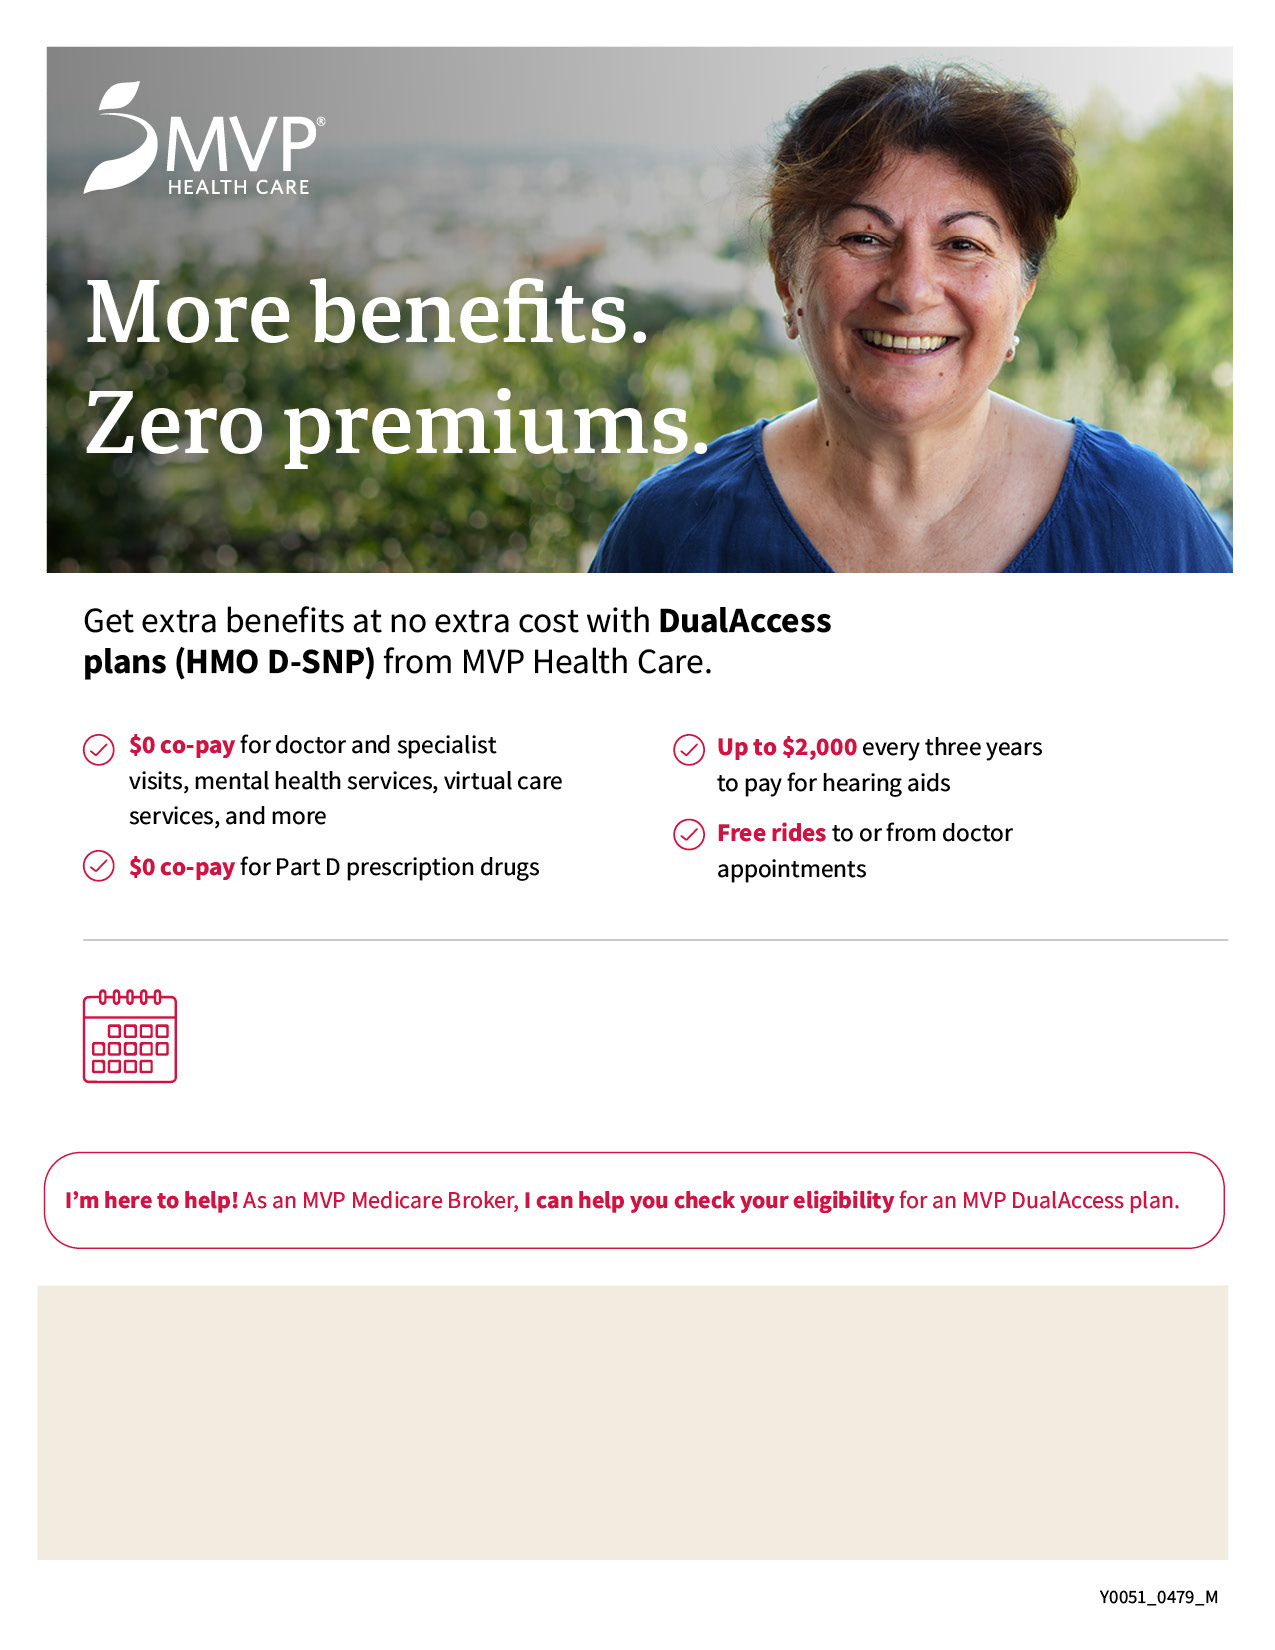 MVP®
HEALTH CARE
More benefits.
Zero premiums.
Get extra benefits at no extra cost with DualAccess
plans (HMO D-SNP) from MVP Health Care.
$0 co-pay for doctor and specialist
visits, mental health services, virtual care
services, and more
$0 co-pay for Part D prescription drugs
Up to $2,000 every three years
to pay for hearing aids
Free rides to or from doctor
appointments
I’m here to help! As an MVP Medicare Broker, I can help you check your eligibility for an MVP DualAccess plan.
Y0051_0479_M